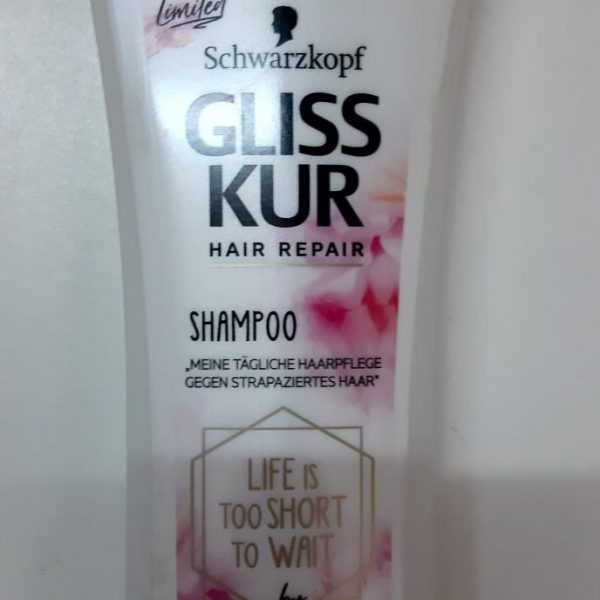 Limited
Schwarzkopf
GLISS
KUR
HAIR REPAIR
SHAMPOO
„MEINE TÄGLICHE HAARPFLEGE
GEGEN STRAPAZIERTES HAAR"
LIFE IS
TOO SHORT
TO WAIT
by